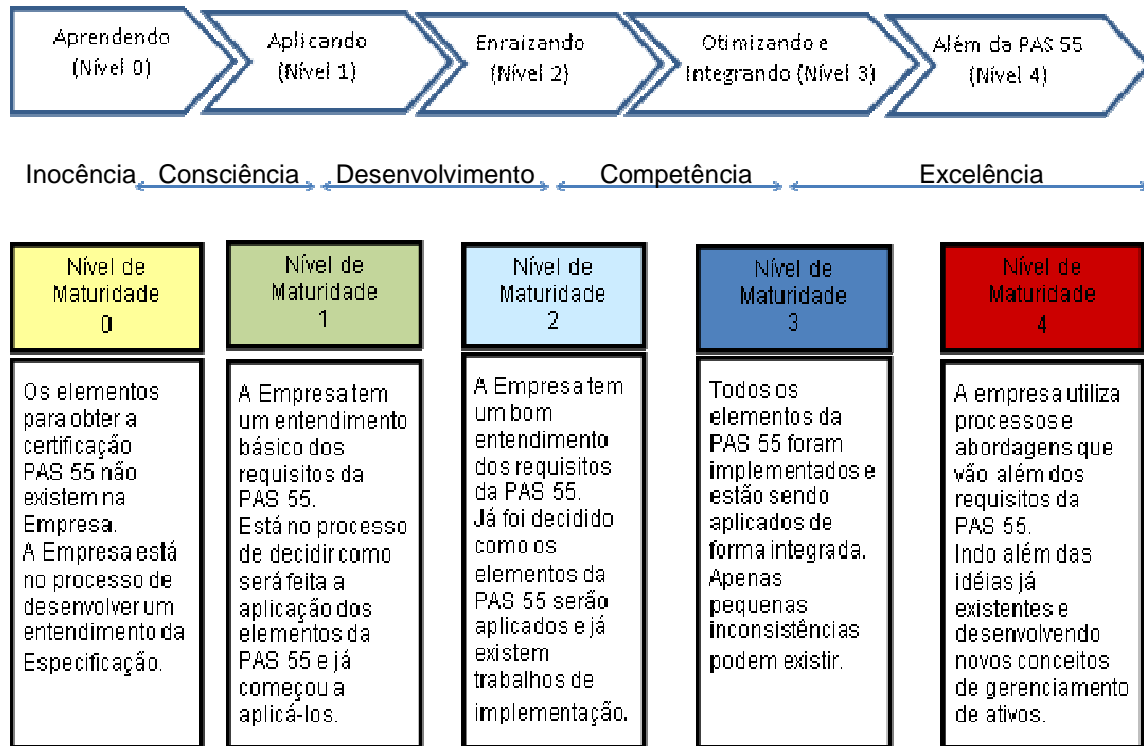 Aprendendo
(Nível 0)
Aplicando
(Nível 1)
Enraizando
(Nível 2)
Otimizando e
Integrando (Nível 3)
Além da PAS 55
(Nível 4)
Inocência
Consciência
Desenvolvimento
Competência
Excelência
Nível de
Maturidade
0
Nível de
Maturidade
1
Nível de
Maturidade
2
Nível de
Maturidade
3
Nível de
Maturidade
4
Os elementos
para obter a
certificação
PAS 55 não
existem na
Empresa.
A Empresa está
no processo de
desenvolver um
entendimento da
Especificação.
A Empresa tem
um entendimento
básico dos
requisitos da
PAS 55.
Está no processo
de decidir como
será feita a
aplicação dos
elementos da
PAS 55 e já
começou a
aplicá-los.
A Empresa tem
um bom
entendimento
dos requisitos
da PAS 55.
Já foi decidido
como os
elementos da
PAS 55 serão
aplicados e já
existem
trabalhos de
implementação.
Todos os
elementos da
PAS 55 foram
implementados e
estão sendo
aplicados de
forma integrada.
Apenas
pequenas
inconsistências
podem existir.
A empresa utiliza
processos e
abordagens que
vão além dos
requisitos da
PAS 55.
Indo além das
idéias já
existentes e
desenvolvendo
novos conceitos
de gerenciamento
de ativos.